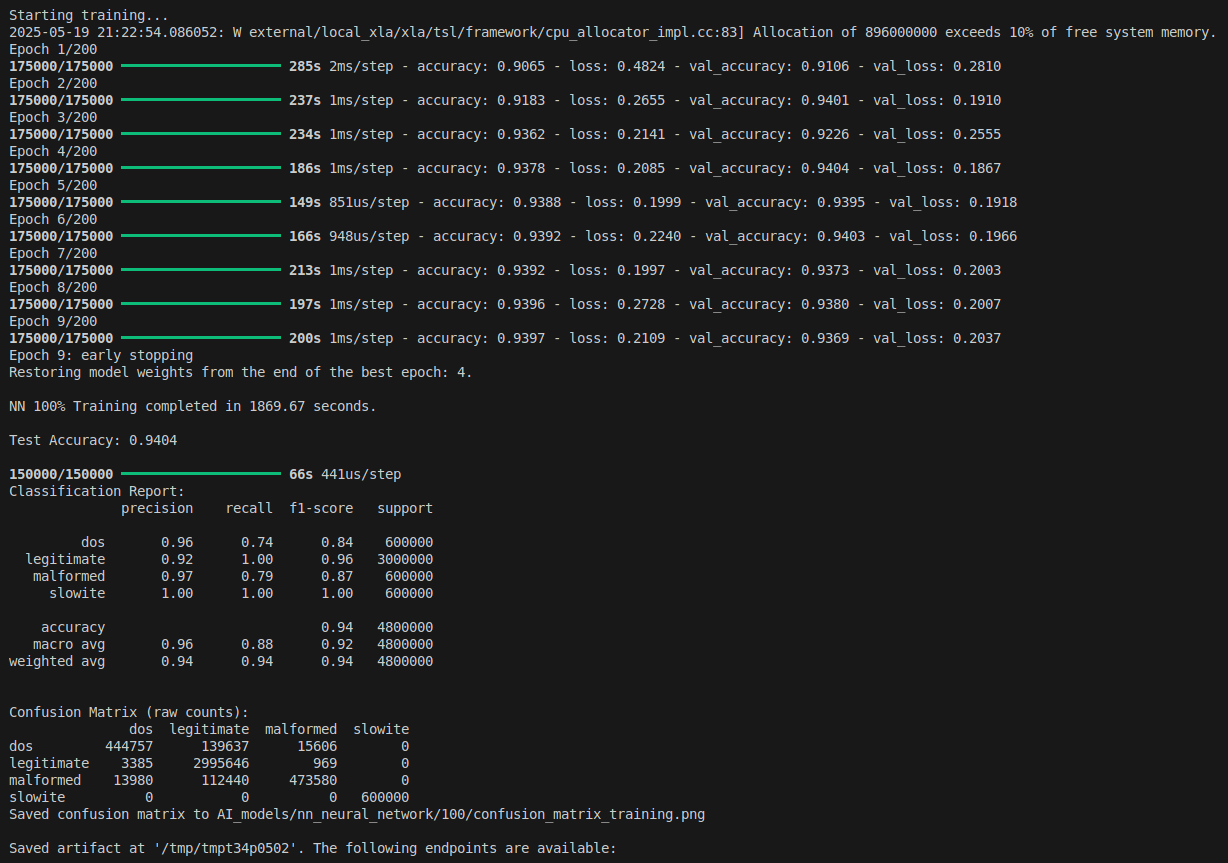 Starting training...
2025-05-19 21:22:54.086052: W external/local_xla/xla/tsl/framework/cpu_allocator_impl.cc:83] Allocation of 896000000 exceeds 10% of free system memory.
Epoch 1/200
175000/175000 ━━━━━━━━━━━━━━━━━━━━ 285s 2ms/step - accuracy: 0.9065 - loss: 0.4824 - val_accuracy: 0.9106 - val_loss: 0.2810
Epoch 2/200
175000/175000 ━━━━━━━━━━━━━━━━━━━━ 237s 1ms/step - accuracy: 0.9183 - loss: 0.2655 - val_accuracy: 0.9401 - val_loss: 0.1910
Epoch 3/200
175000/175000 ━━━━━━━━━━━━━━━━━━━━ 234s 1ms/step - accuracy: 0.9362 - loss: 0.2141 - val_accuracy: 0.9226 - val_loss: 0.2555
Epoch 4/200
175000/175000 ━━━━━━━━━━━━━━━━━━━━ 186s 1ms/step - accuracy: 0.9378 - loss: 0.2085 - val_accuracy: 0.9404 - val_loss: 0.1867
Epoch 5/200
175000/175000 ━━━━━━━━━━━━━━━━━━━━ 149s 851us/step - accuracy: 0.9388 - loss: 0.1999 - val_accuracy: 0.9395 - val_loss: 0.1918
Epoch 6/200
175000/175000 ━━━━━━━━━━━━━━━━━━━━ 166s 948us/step - accuracy: 0.9392 - loss: 0.2240 - val_accuracy: 0.9403 - val_loss: 0.1966
Epoch 7/200
175000/175000 ━━━━━━━━━━━━━━━━━━━━ 213s 1ms/step - accuracy: 0.9392 - loss: 0.1997 - val_accuracy: 0.9373 - val_loss: 0.2003
Epoch 8/200
175000/175000 ━━━━━━━━━━━━━━━━━━━━ 197s 1ms/step - accuracy: 0.9396 - loss: 0.2728 - val_accuracy: 0.9380 - val_loss: 0.2007
Epoch 9/200
175000/175000 ━━━━━━━━━━━━━━━━━━━━ 200s 1ms/step - accuracy: 0.9397 - loss: 0.2109 - val_accuracy: 0.9369 - val_loss: 0.2037
Epoch 9: early stopping
Restoring model weights from the end of the best epoch: 4.

NN 100% Training completed in 1869.67 seconds.

Test Accuracy: 0.9404

150000/150000 ━━━━━━━━━━━━━━━━━━━━ 66s 441us/step
Classification Report:
              precision    recall  f1-score   support

         dos       0.96      0.74      0.84    600000
  legitimate       0.92      1.00      0.96   3000000
   malformed       0.97      0.79      0.87    600000
     slowite       1.00      1.00      1.00    600000

    accuracy                           0.94   4800000
   macro avg       0.96      0.88      0.92   4800000
weighted avg       0.94      0.94      0.94   4800000


Confusion Matrix (raw counts):
               dos  legitimate  malformed  slowite
dos         444757      139637      15606        0
legitimate    3385     2995646        969        0
malformed    13980      112440     473580        0
slowite          0           0          0   600000
Saved confusion matrix to AI_models/nn_neural_network/100/confusion_matrix_training.png

Saved artifact at '/tmp/tmpt34p0502'. The following endpoints are available: